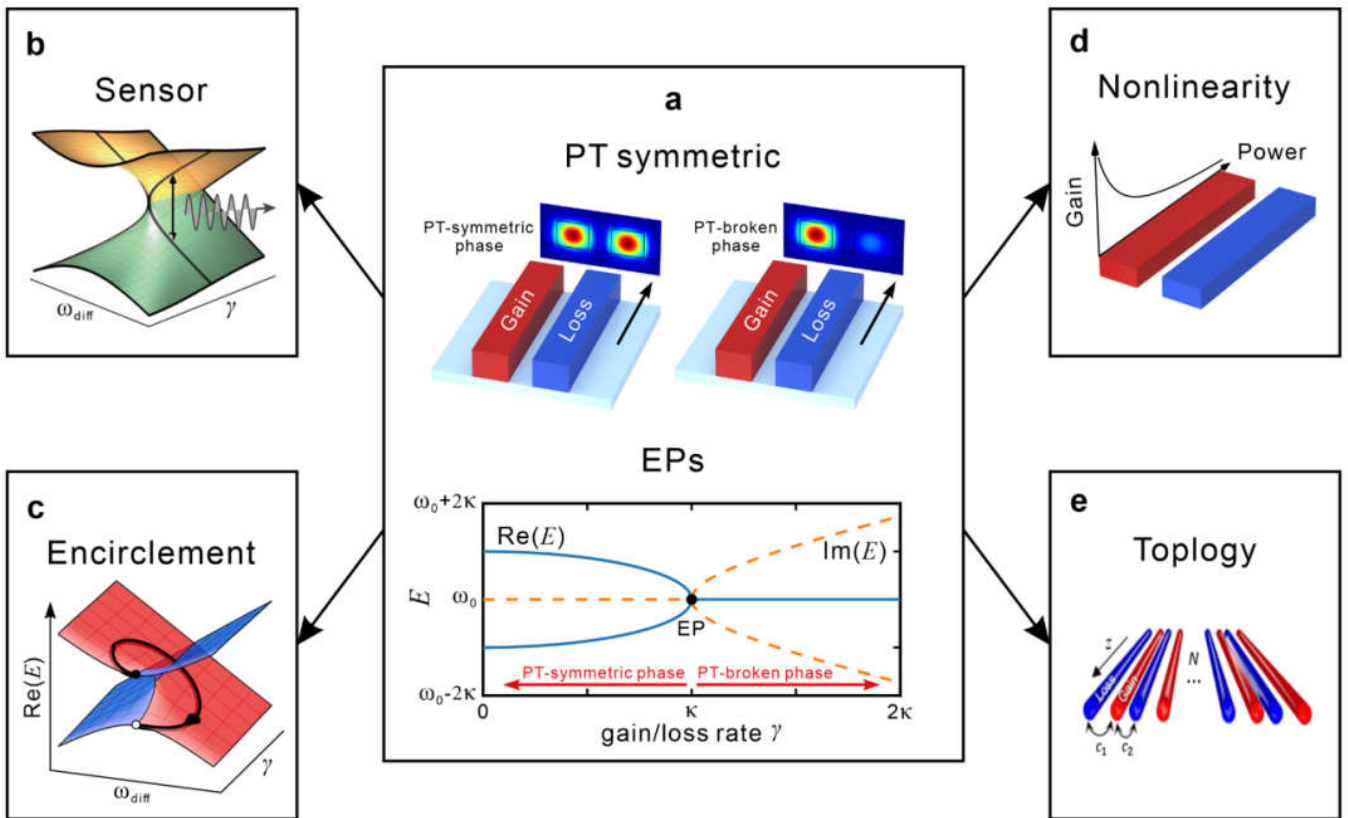 a
PT symmetric
PT-symmetric
phase
Gain
Loss
PT-broken
phase
Gain
Loss
EPs
ω₀+2κ
ω₀
ω₀-2κ
E
Re(E)
Im(E)
EP
PT-symmetric phase
PT-broken phase
0
κ
2κ
gain/loss rate γ
b
Sensor
ω_diff
γ
c
Encirclement
Re(E)
ω_diff
γ
d
Nonlinearity
Gain
Power
e
Toplogy
z
Loss
Gain
N
...
c₁
c₂